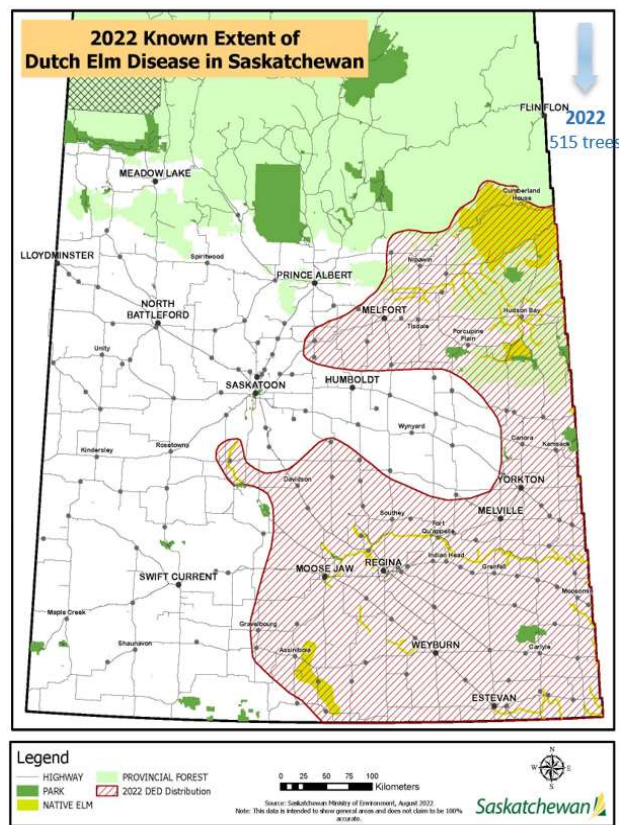 2022 Known Extent of
Dutch Elm Disease in Saskatchewan
2022
515 trees
FLIN FLON
MEADOW LAKE
Cumberland
House
LLOYDMINSTER
Spiritwood
Nipawin
PRINCE ALBERT
NORTH
BATTLEFORD
MELFORT
Hudson Bay
Tisdale
Porcupine
Plain
Unity
SASKATOON
HUMBOLDT
Wynyard
Canora
Kamsack
Kindersley
Rosetown
Davidson
YORKTON
Southey
Fort
Qu'appelle
MELVILLE
Indian Head
Grenfell
MOOSE JAW
REGINA
SWIFT CURRENT
Moosomin
Maple Creek
Gravelbourg
Shaunavon
Assiniboia
WEYBURN
Carlyle
ESTEVAN
Legend
HIGHWAY
PARK
NATIVE ELM
PROVINCIAL FOREST
2022 DED Distribution
0 25 50 75 100
Kilometers
N
W E
S
Source: Saskatchewan Ministry of Environment, August 2022
Note: This data is intended to show general areas and does not claim to be 100%
accurate.
Saskatchewan